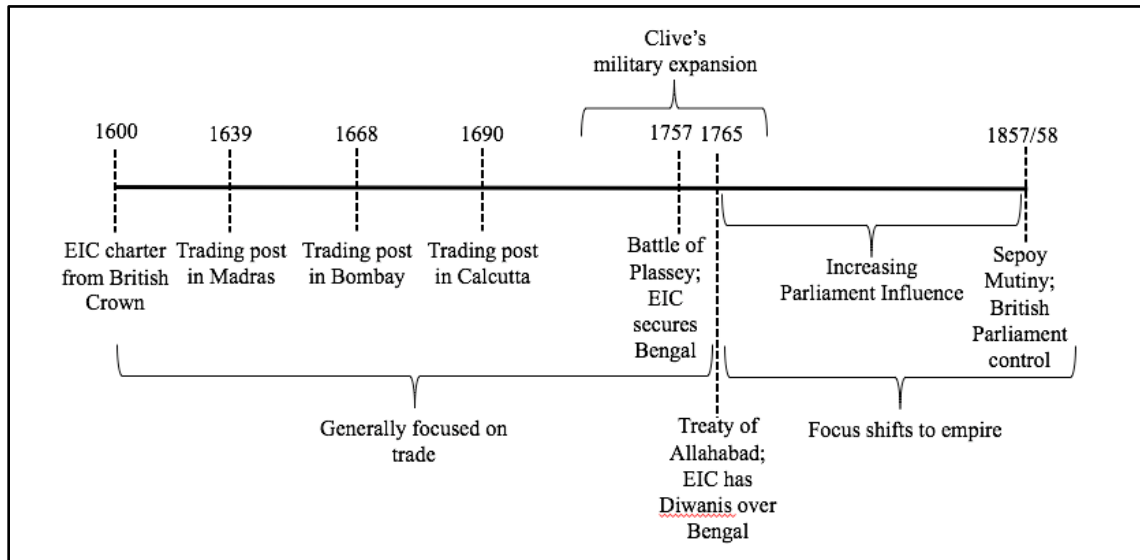 Clive’s
military expansion
1600
1639
1668
1690
1757
1765
1857/58
EIC charter
from British
Crown
Trading post
in Madras
Trading post
in Bombay
Trading post
in Calcutta
Battle of
Plassey;
EIC
secures
Bengal
Increasing
Parliament Influence
Sepoy
Mutiny;
British
Parliament
control
Generally focused on
trade
Treaty of
Allahabad;
EIC has
Diwanis over
Bengal
Focus shifts to empire